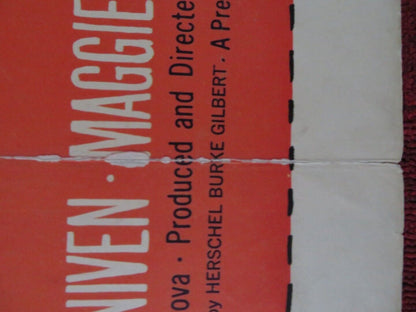 NIVEN · MAGGIE
ova · Produced and Directe
by HERSCHEL BURKE GILBERT · A Pre